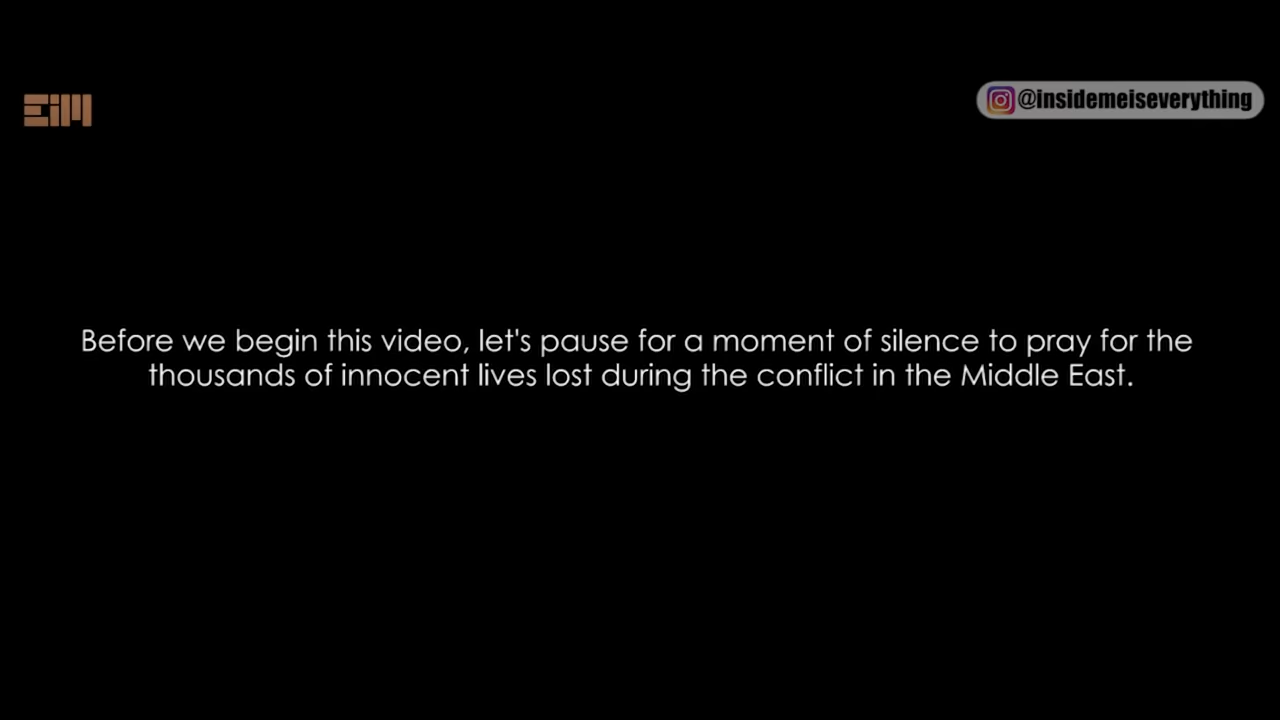 EiM
@insidemeiseverything
Before we begin this video, let's pause for a moment of silence to pray for the
thousands of innocent lives lost during the conflict in the Middle East.